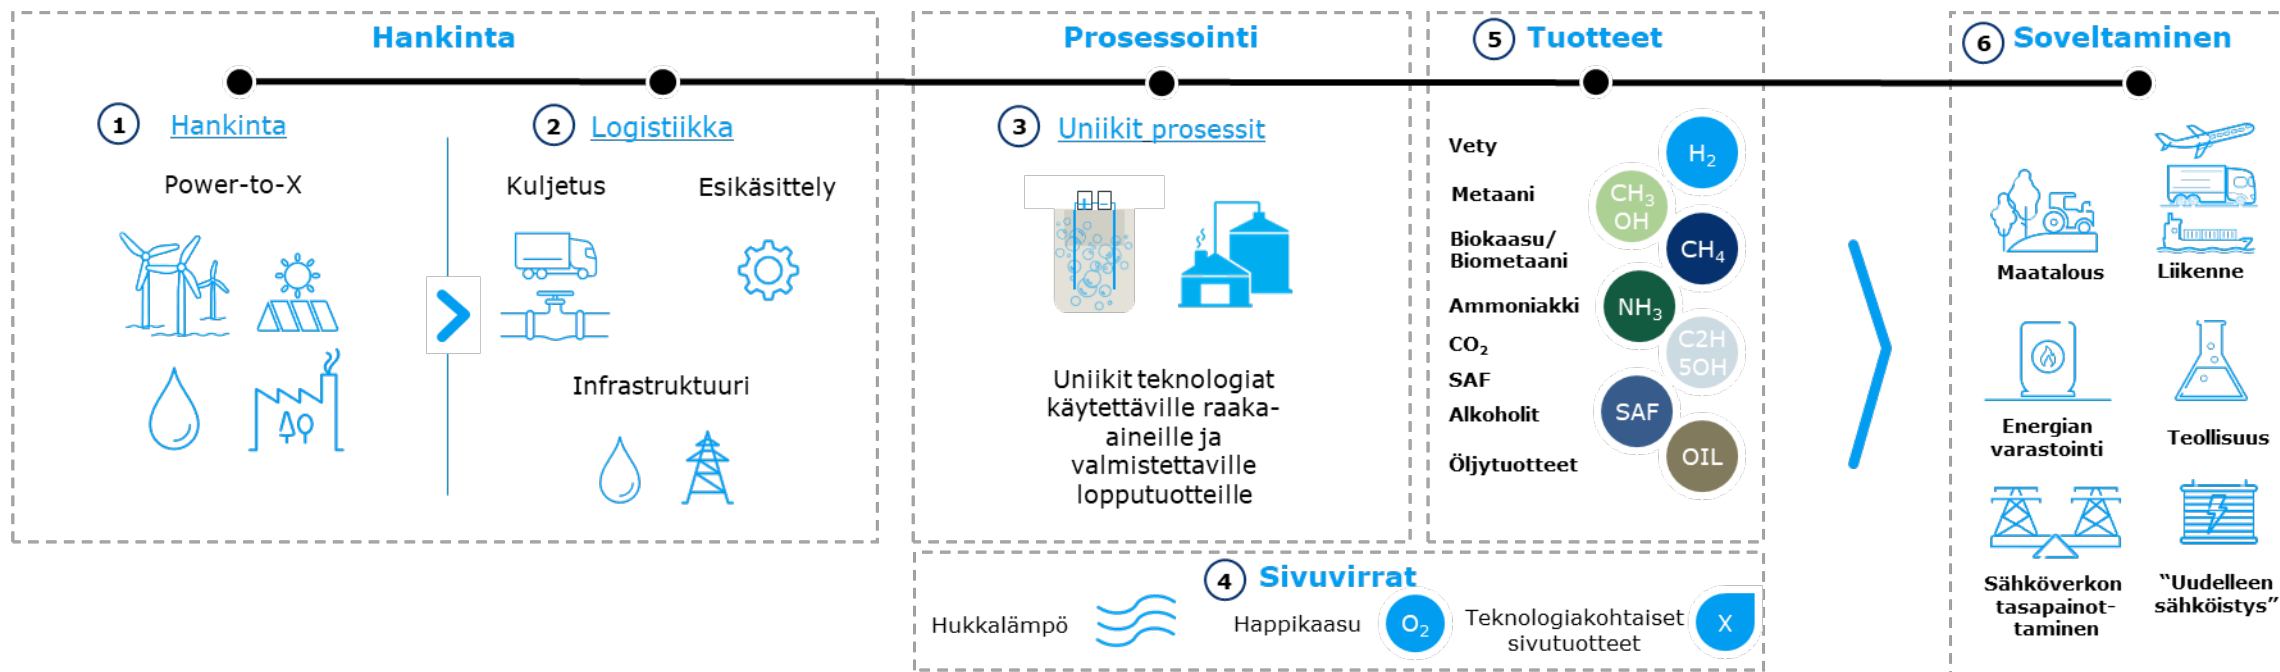 Hankinta
1 Hankinta
Power-to-X
2 Logistiikka
Kuljetus
Esikäsittely
Infrastruktuuri
Prosessointi
3 Uniikit prosessit
+ −
Uniikit teknologiat
käytettäville raaka-
aineille ja
valmistettaville
lopputuotteille
5 Tuotteet
Vety
Metaani
Biokaasu/
Biometaani
Ammoniakki
CO₂
SAF
Alkoholit
Öljytuotteet
H₂
CH₃
OH
CH₄
NH₃
C2H
5OH
SAF
OIL
4 Sivuvirrat
Hukkalämpö
Happikaasu
O₂
Teknologiakohtaiset
sivutuotteet
X
6 Soveltaminen
Maatalous
Liikenne
Energian
varastointi
Teollisuus
Sähköverkon
tasapainot-
taminen
“Uudelleen
sähköistys”